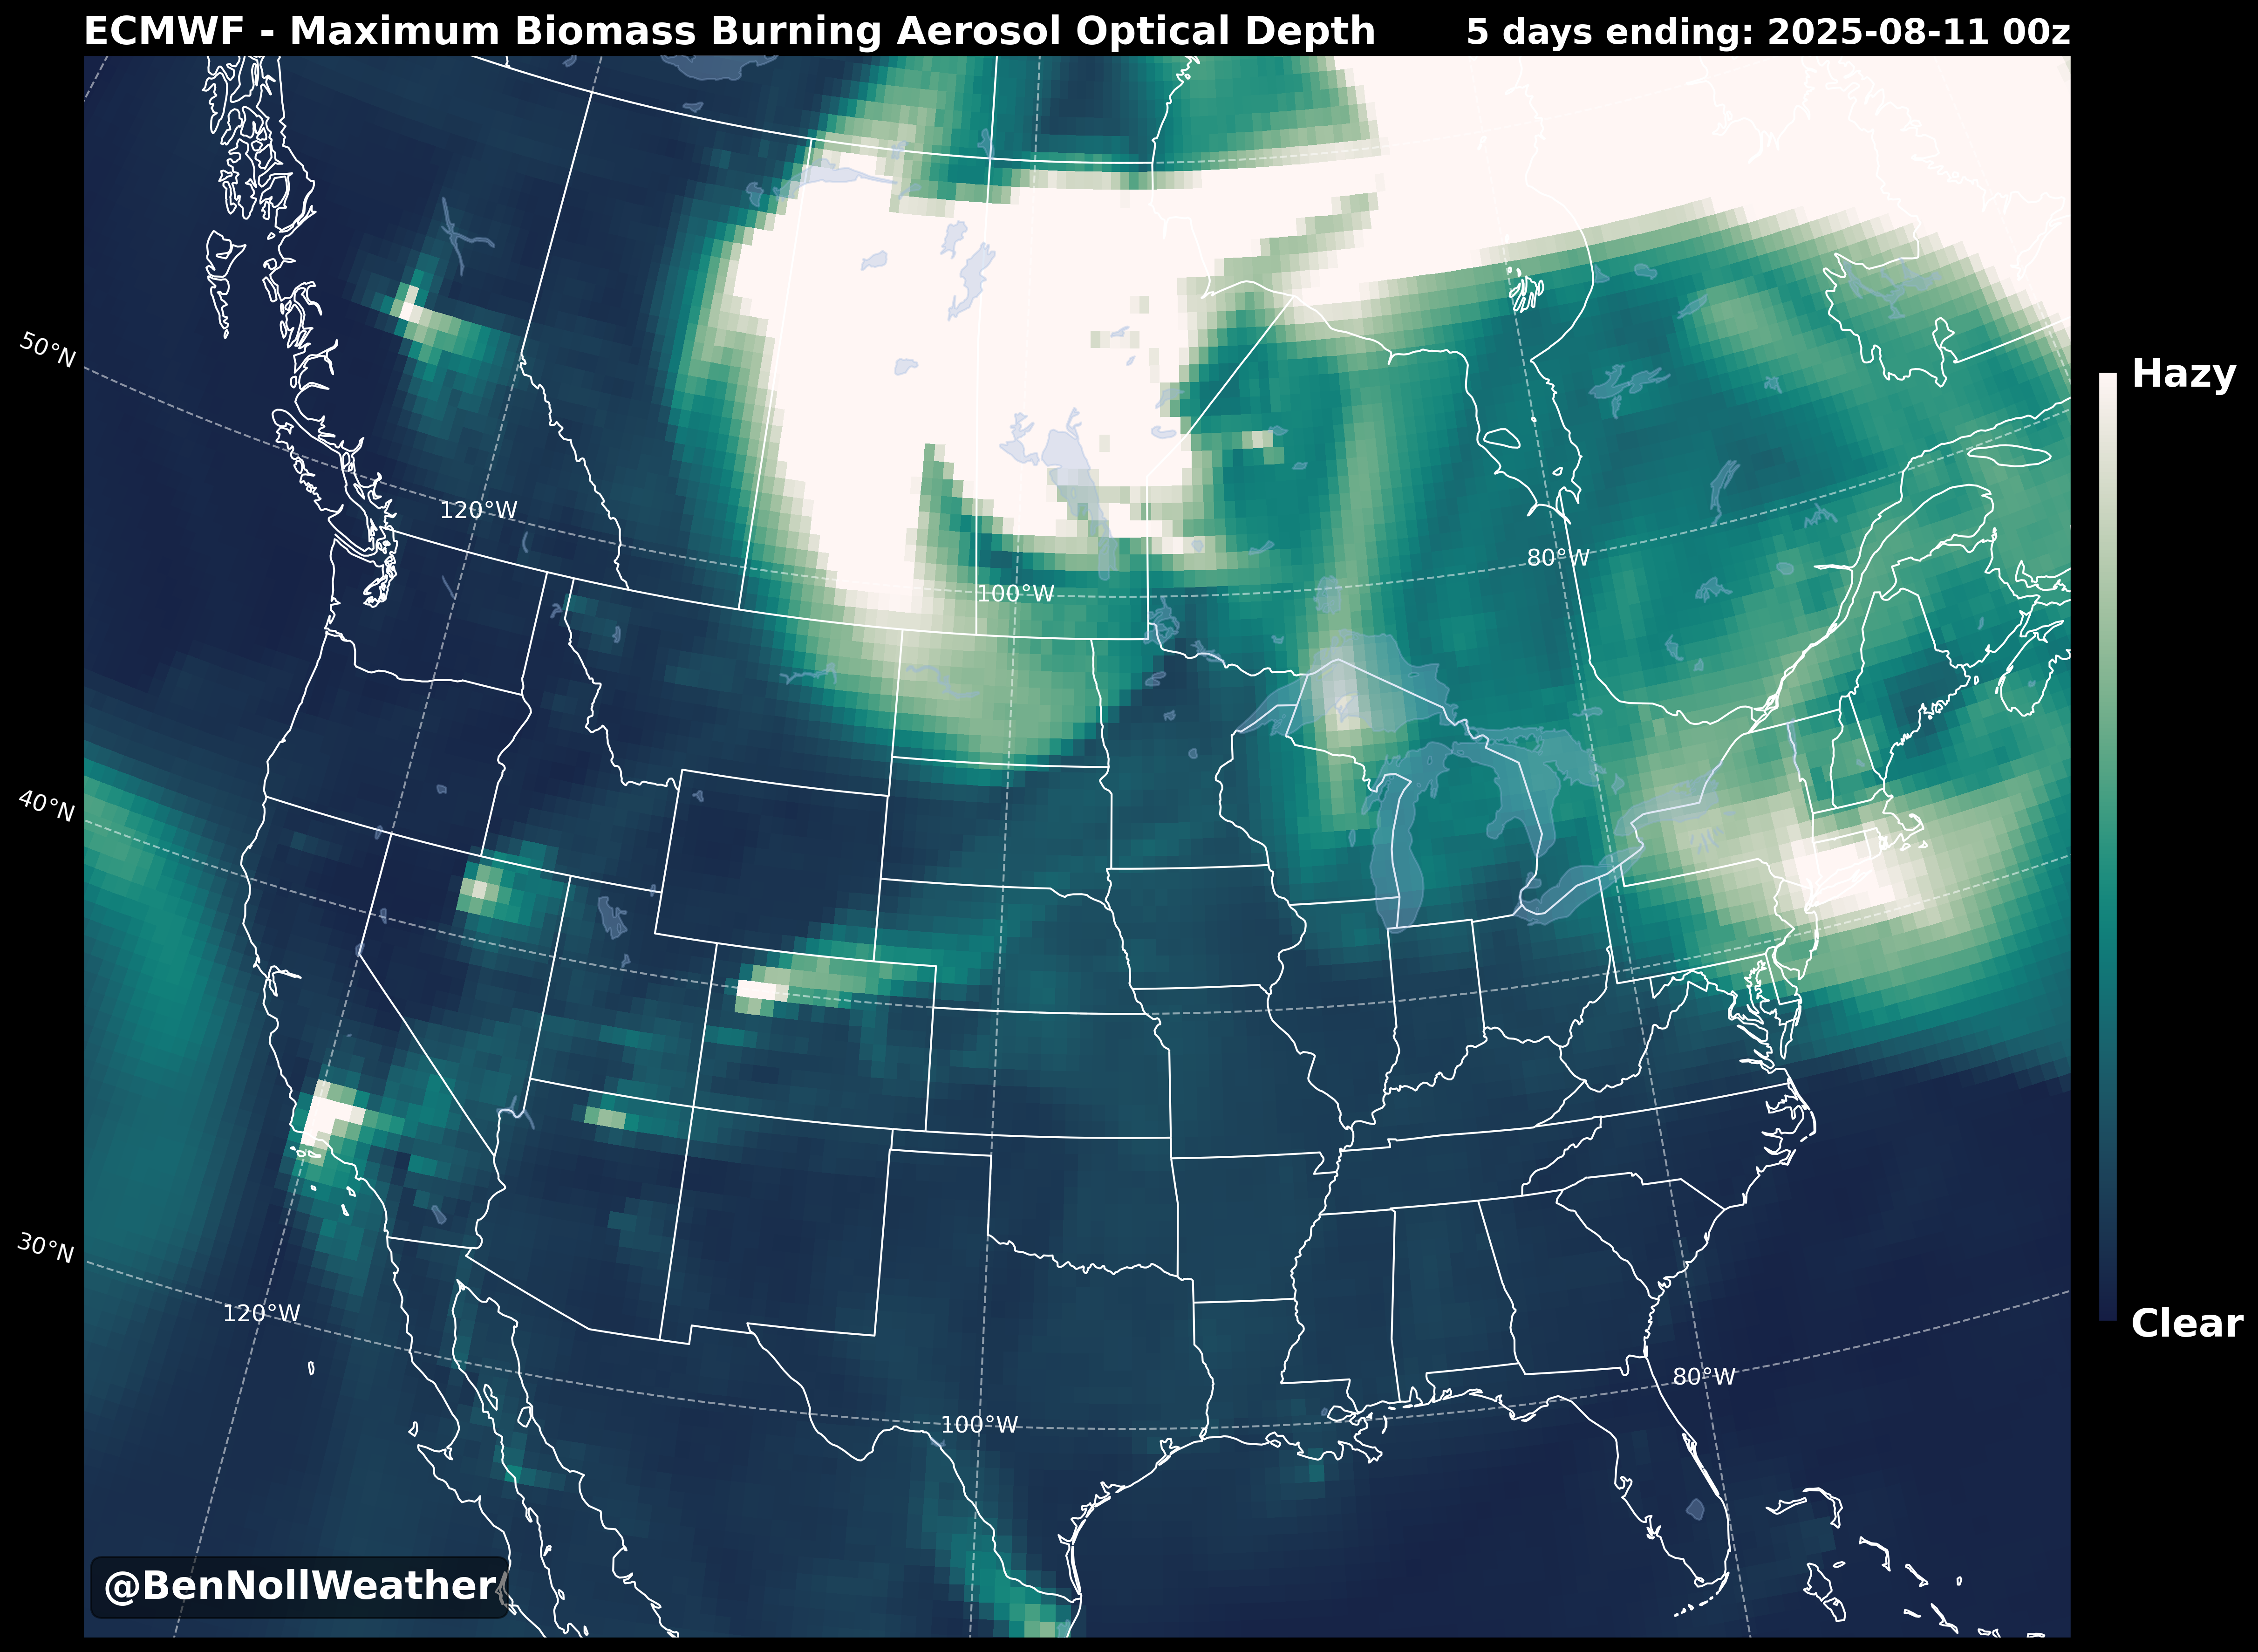 ECMWF - Maximum Biomass Burning Aerosol Optical Depth
5 days ending: 2025-08-11 00z
50°N
Hazy
120°W
80°W
100°W
40°N
30°N
120°W
Clear
80°W
100°W
@BenNollWeather